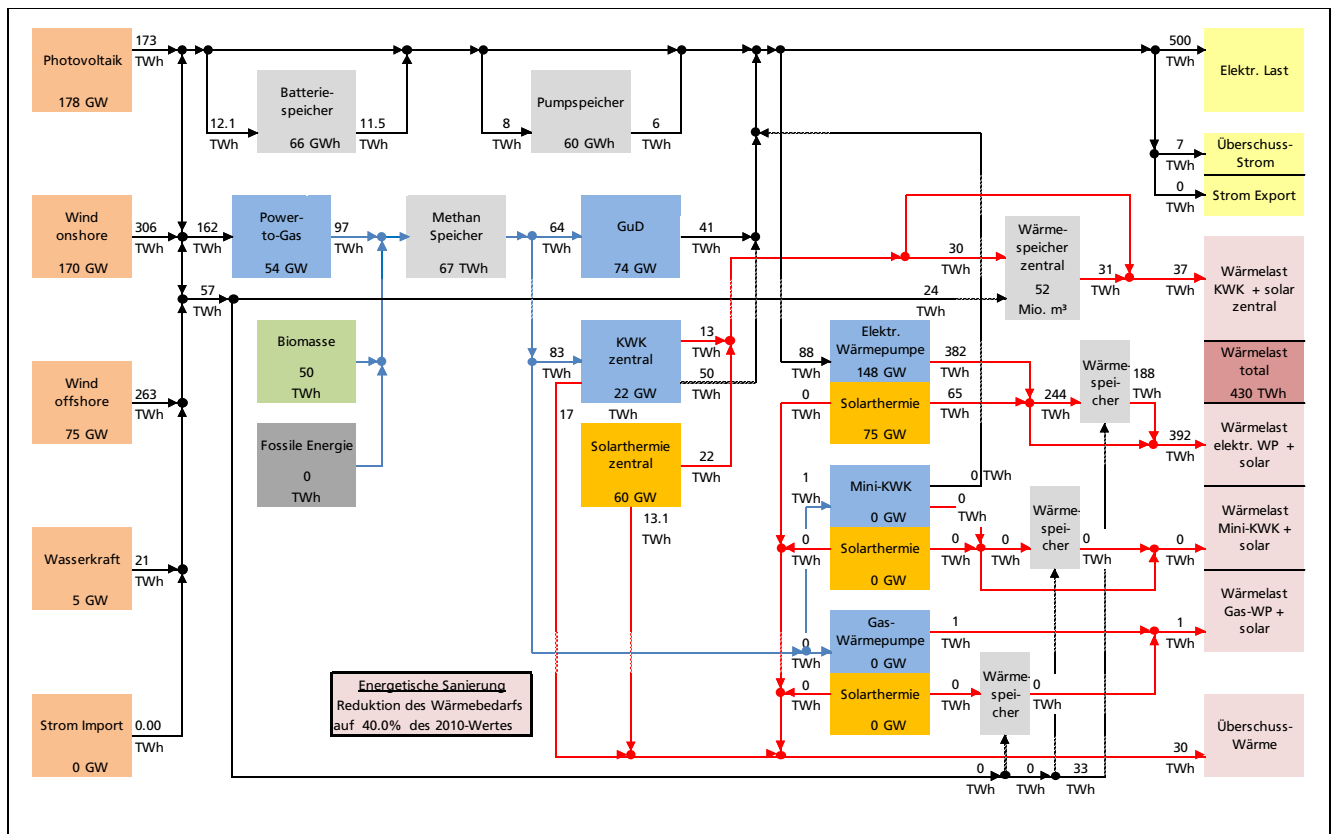 Photovoltaik
178 GW
173
TWh
Batterie-
speicher
66 GWh
12.1
TWh
11.5
TWh
Pumpspeicher
60 GWh
8
TWh
6
TWh
500
TWh
Elektr. Last
7
TWh
Überschuss-
Strom
0
TWh
Strom Export
Wind
onshore
170 GW
306
TWh
162
TWh
Power-
to-Gas
54 GW
97
TWh
Methan
Speicher
67 TWh
64
TWh
GuD
74 GW
41
TWh
30
TWh
Wärme-
speicher
zentral
52
Mio. m³
31
TWh
37
TWh
Wärmelast
KWK + solar
zentral
57
TWh
24
TWh
Biomasse
50
TWh
83
TWh
KWK
zentral
22 GW
TWh
13
TWh
50
TWh
17
88
TWh
Elektr.
Wärmepumpe
148 GW
382
TWh
Wärme-
spei-
cher
188
TWh
Wärmelast
total
430 TWh
Wind
offshore
75 GW
263
TWh
0
TWh
Solarthermie
75 GW
65
TWh
244
TWh
392
TWh
Wärmelast
elektr. WP +
solar
Fossile Energie
0
TWh
Solarthermie
zentral
60 GW
22
TWh
13.1
TWh
1
TWh
Mini-KWK
0 GW
0 TWh
0
TWh
Wärme-
spei-
cher
Wärmelast
Mini-KWK +
solar
Wasserkraft
5 GW
21
TWh
0
TWh
Solarthermie
0 GW
0
TWh
0
TWh
0
TWh
0
TWh
Wärmelast
Gas-WP +
solar
0
TWh
Gas-
Wärmepumpe
0 GW
1
TWh
1
TWh
Energetische Sanierung
Reduktion des Wärmebedarfs
auf 40.0% des 2010-Wertes
0
TWh
Solarthermie
0 GW
0
TWh
Wärme-
spei-
cher
0
TWh
Strom Import
0 GW
0.00
TWh
30
TWh
Überschuss-
Wärme
0
TWh
0
TWh
33
TWh